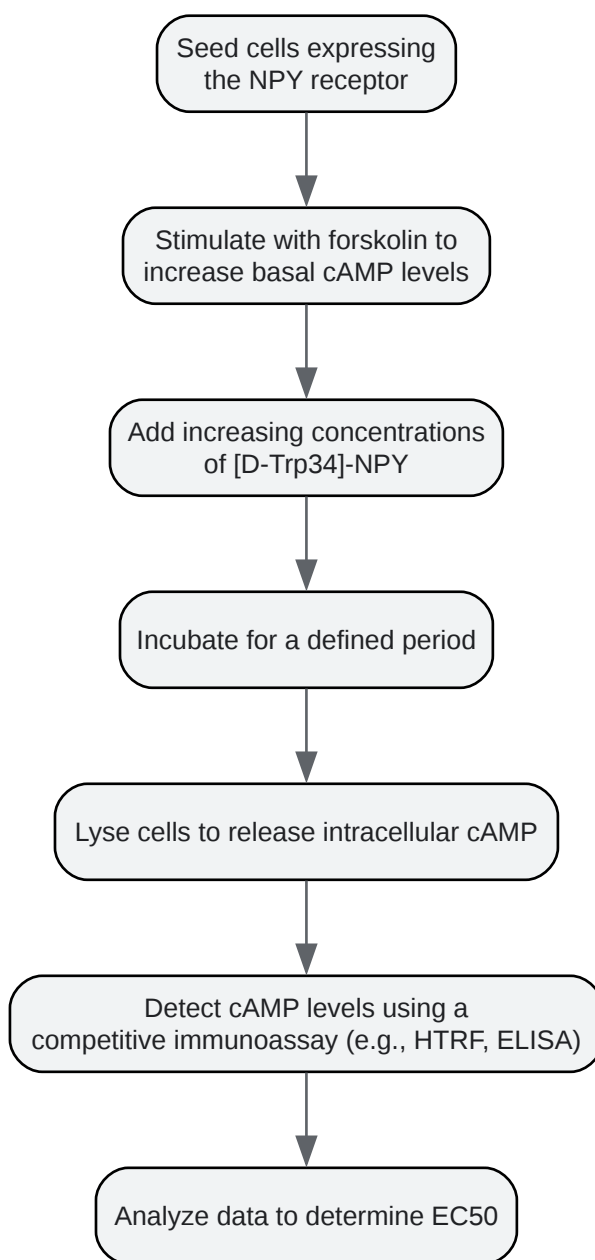 Seed cells expressing
the NPY receptor
Stimulate with forskolin to
increase basal cAMP levels
Add increasing concentrations
of [D-Trp34]-NPY
Incubate for a defined period
Lyse cells to release intracellular cAMP
Detect cAMP levels using a
competitive immunoassay (e.g., HTRF, ELISA)
Analyze data to determine EC50